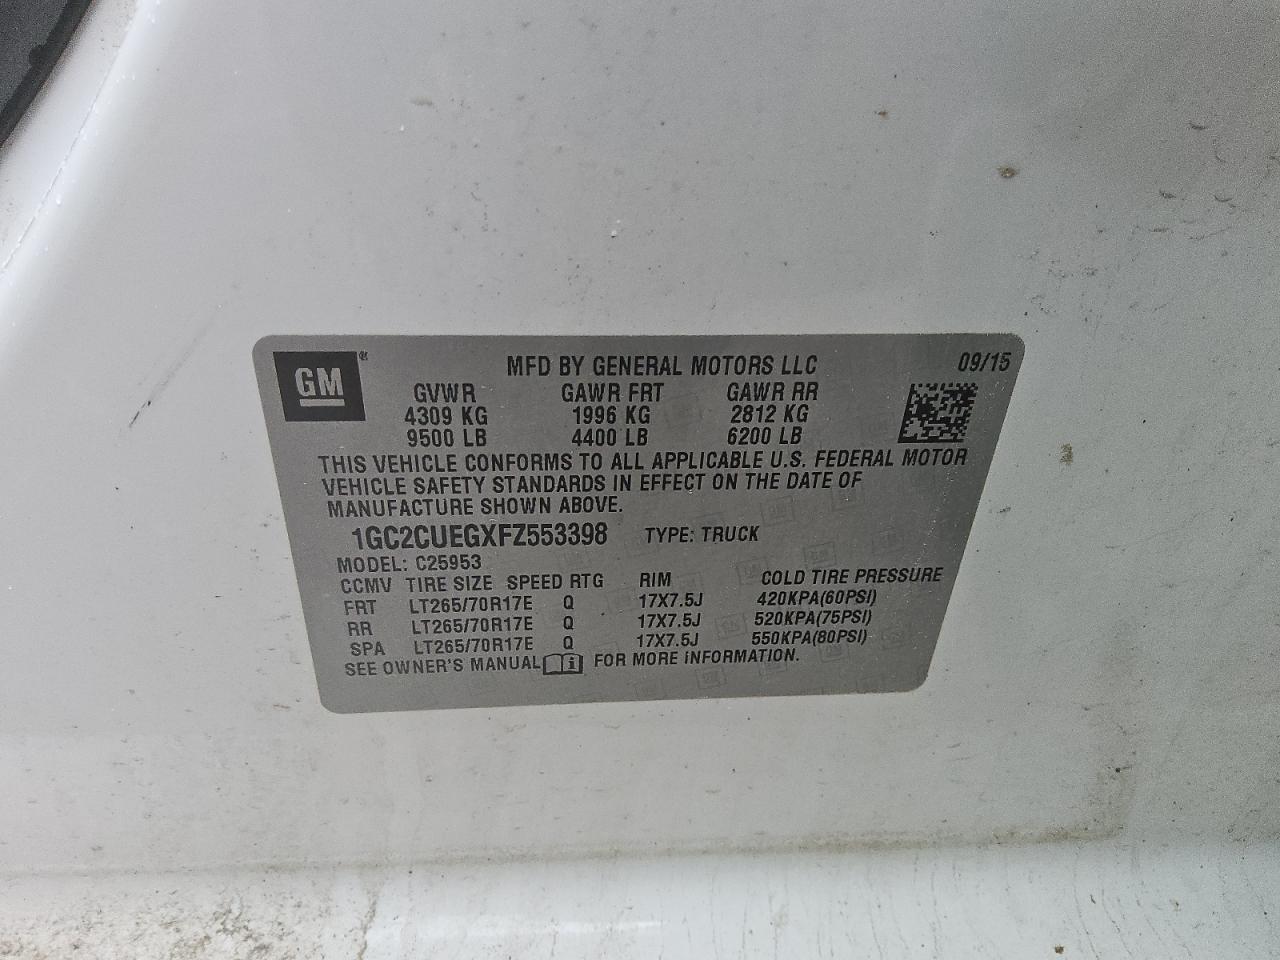 GM®
MFD BY GENERAL MOTORS LLC 09/15
GVWR GAWR FRT GAWR RR
4309 KG 1996 KG 2812 KG
9500 LB 4400 LB 6200 LB
THIS VEHICLE CONFORMS TO ALL APPLICABLE U.S. FEDERAL MOTOR
VEHICLE SAFETY STANDARDS IN EFFECT ON THE DATE OF
MANUFACTURE SHOWN ABOVE.
1GC2CUEGXFZ553398 TYPE: TRUCK
MODEL: C25953
CCMV TIRE SIZE SPEED RTG RIM COLD TIRE PRESSURE
FRT LT265/70R17E Q 17X7.5J 420KPA(60PSI)
RR LT265/70R17E Q 17X7.5J 520KPA(75PSI)
SPA LT265/70R17E Q 17X7.5J 550KPA(80PSI)
SEE OWNER'S MANUAL FOR MORE INFORMATION.